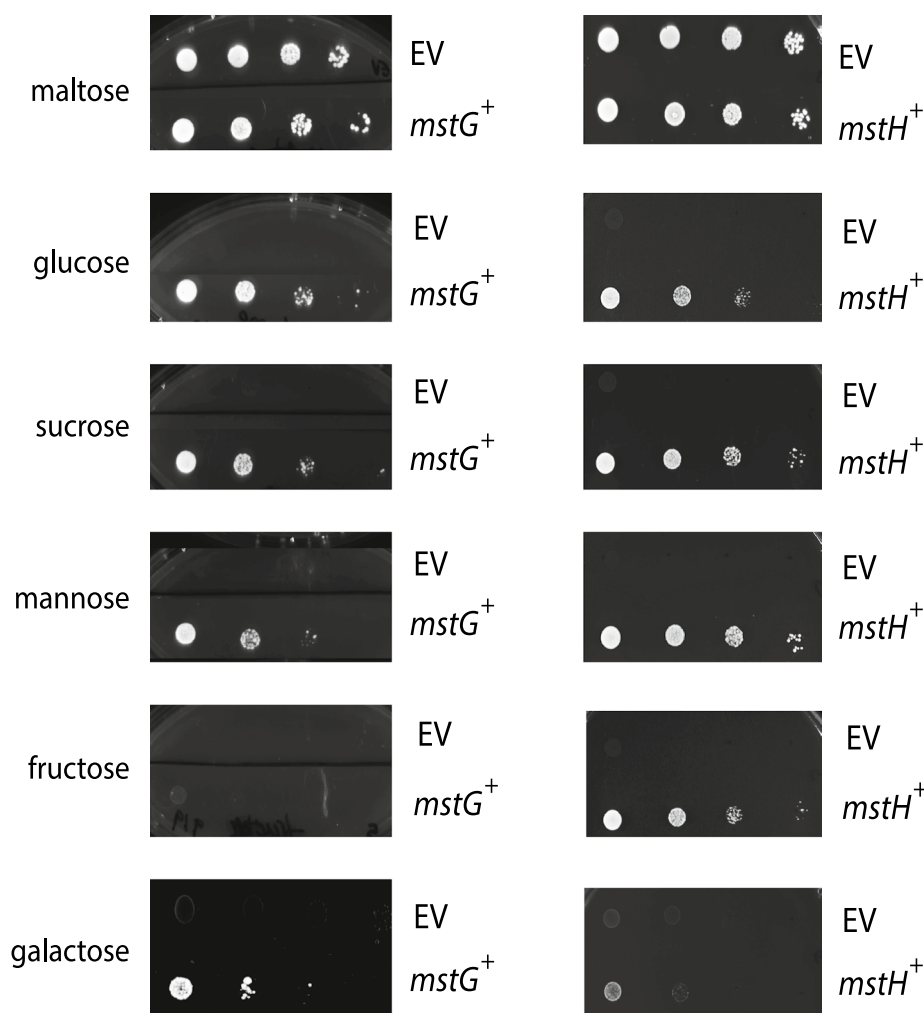 maltose
EV
mstG+
EV
mstH+
glucose
EV
mstG+
EV
mstH+
sucrose
EV
mstG+
EV
mstH+
mannose
EV
mstG+
EV
mstH+
fructose
EV
mstG+
EV
mstH+
galactose
EV
mstG+
EV
mstH+